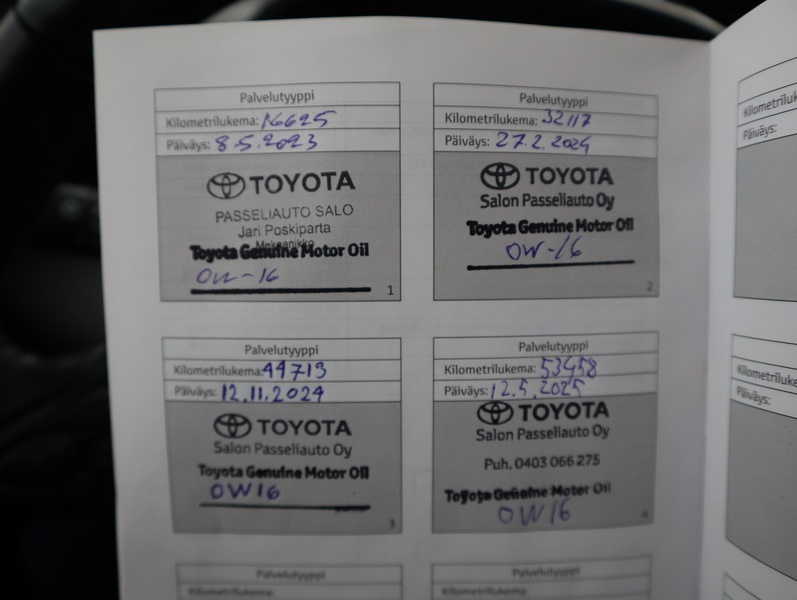 Palvelutyyppi
Kilometrilukema: 16625
Päiväys: 8.5.2023
TOYOTA
PASSELIAUTO SALO
Jari Poskiparta
Mekaanikko
Toyota Genuine Motor Oil
0W-16
1
Palvelutyyppi
Kilometrilukema: 32117
Päiväys: 27.2.2024
TOYOTA
Salon Passeliauto Oy
Toyota Genuine Motor Oil
0W-16
2
Palvelutyyppi
Kilometrilukema: 44713
Päiväys: 12.11.2024
TOYOTA
Salon Passeliauto Oy
Toyota Genuine Motor Oil
0W16
3
Palvelutyyppi
Kilometrilukema: 53458
Päiväys: 12.5.2025
TOYOTA
Salon Passeliauto Oy
Puh. 0403 066 275
Toyota Genuine Motor Oil
0W16
4
Palvelutyyppi
Kilometrilukema:
Palvelutyyppi
Kilometrilukema:
Kilometriluk
Päiväys:
Kilometriluke
Päiväys: